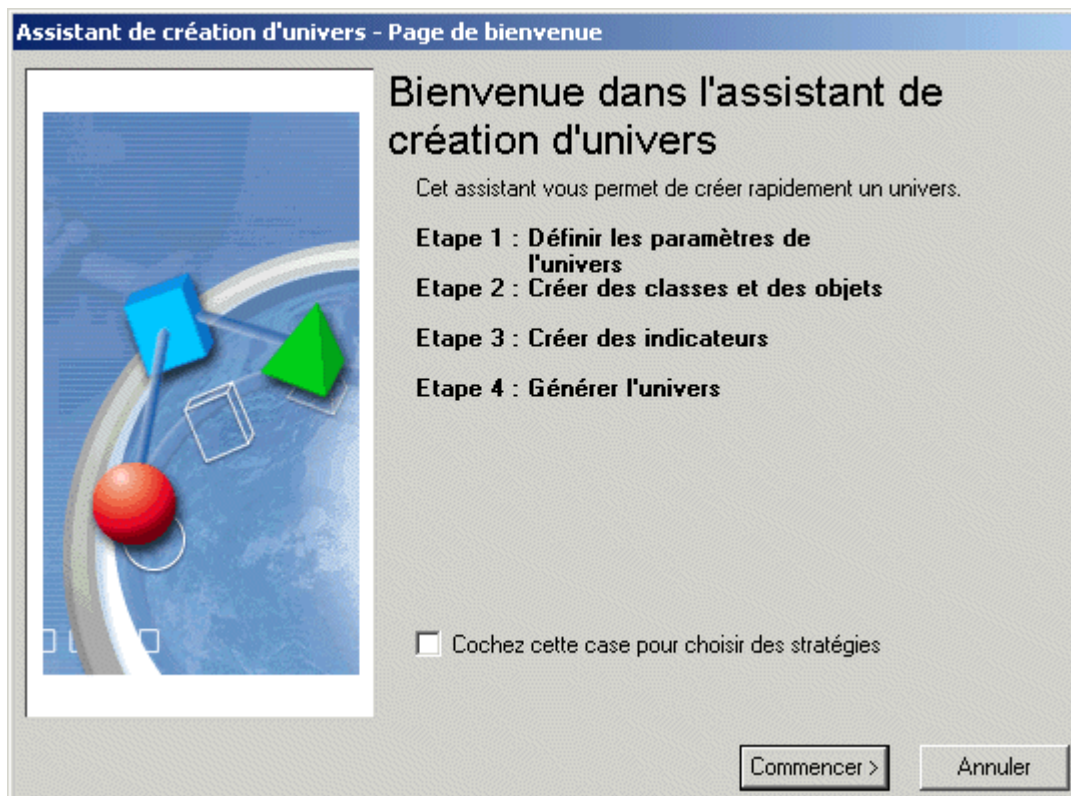 Assistant de création d'univers - Page de bienvenue
Bienvenue dans l'assistant de
création d'univers
Cet assistant vous permet de créer rapidement un univers.
Etape 1 : Définir les paramètres de
l'univers
Etape 2 : Créer des classes et des objets
Etape 3 : Créer des indicateurs
Etape 4 : Générer l'univers
Cochez cette case pour choisir des stratégies
Commencer >
Annuler